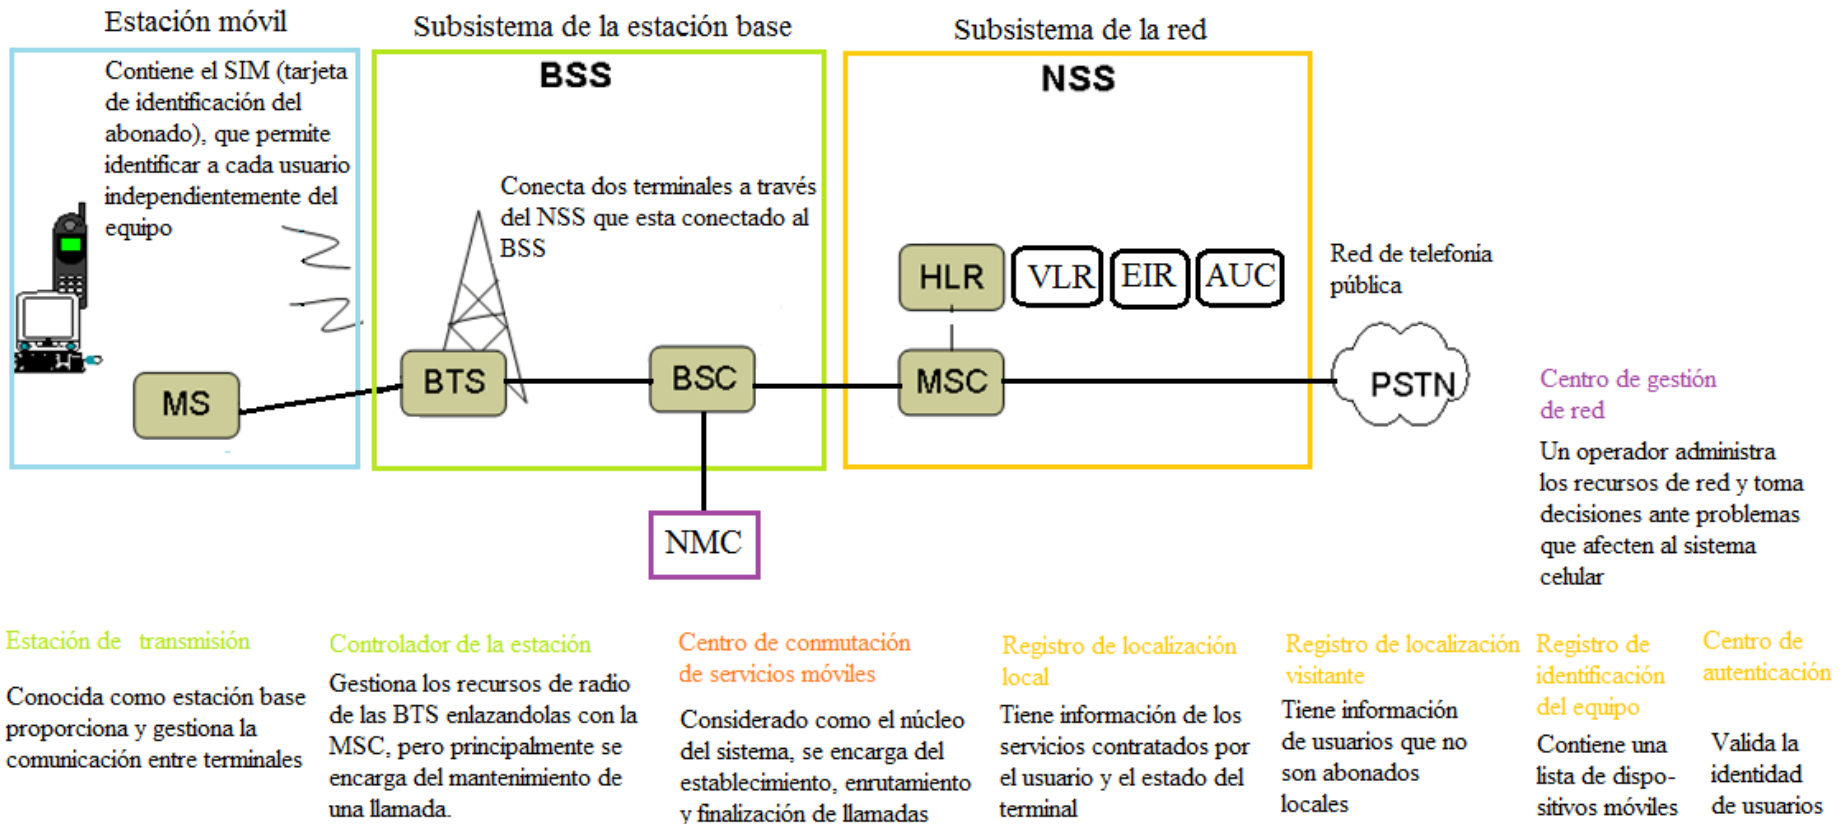 Estación móvil
Subsistema de la estación base
Subsistema de la red
Contiene el SIM (tarjeta
de identificación del
abonado), que permite
identificar a cada usuario
independientemente del
equipo
BSS
NSS
Conecta dos terminales a través
del NSS que esta conectado al
BSS
HLR
VLR
EIR
AUC
Red de telefonía
pública
MS
BTS
BSC
MSC
PSTN
NMC
Centro de gestión
de red
Un operador administra
los recursos de red y toma
decisiones ante problemas
que afecten al sistema
celular
Estación de transmisión
Conocida como estación base
proporciona y gestiona la
comunicación entre terminales
Controlador de la estación
Gestiona los recursos de radio
de las BTS enlazandolas con la
MSC, pero principalmente se
encarga del mantenimiento de
una llamada.
Centro de conmutación
de servicios móviles
Considerado como el núcleo
del sistema, se encarga del
establecimiento, enrutamiento
y finalización de llamadas
Registro de localización
local
Tiene información de los
servicios contratados por
el usuario y el estado del
terminal
Registro de localización
visitante
Tiene información
de usuarios que no
son abonados
locales
Registro de
identificación
del equipo
Contiene una
lista de dispo-
sitivos móviles
Centro de
autenticación
Valida la
identidad
de usuarios